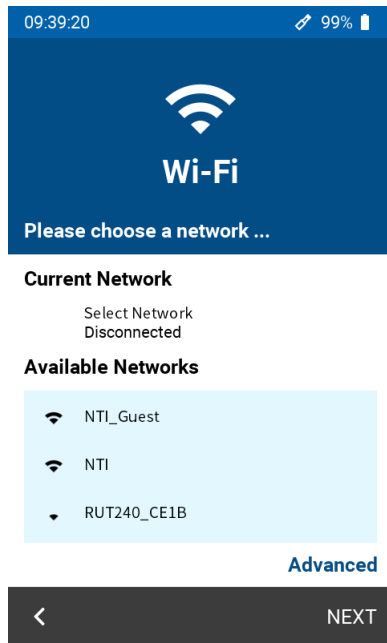 09:39:20 99%
Wi-Fi
Please choose a network ...
Current Network
Select Network
Disconnected
Available Networks
NTI_Guest
NTI
RUT240_CE1B
Advanced
NEXT